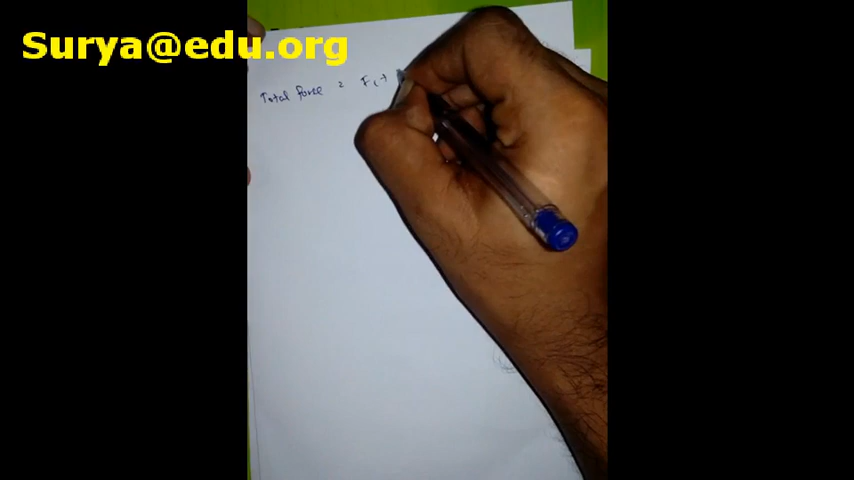 Surya@edu.org
Total force = F₁ +